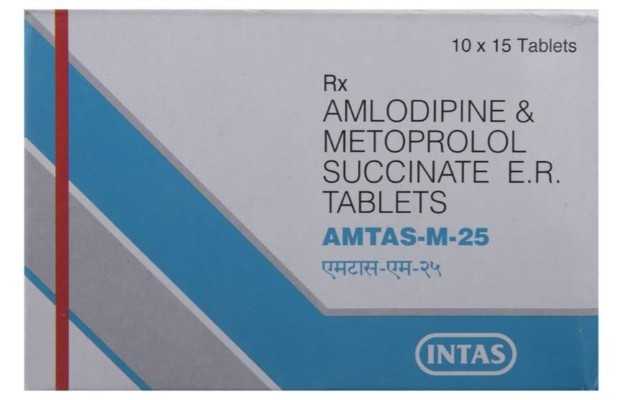 10 x 15 Tablets
Rx
AMLODIPINE &
METOPROLOL
SUCCINATE E.R.
TABLETS
AMTAS-M-25
एमटास-एम-२५
INTAS